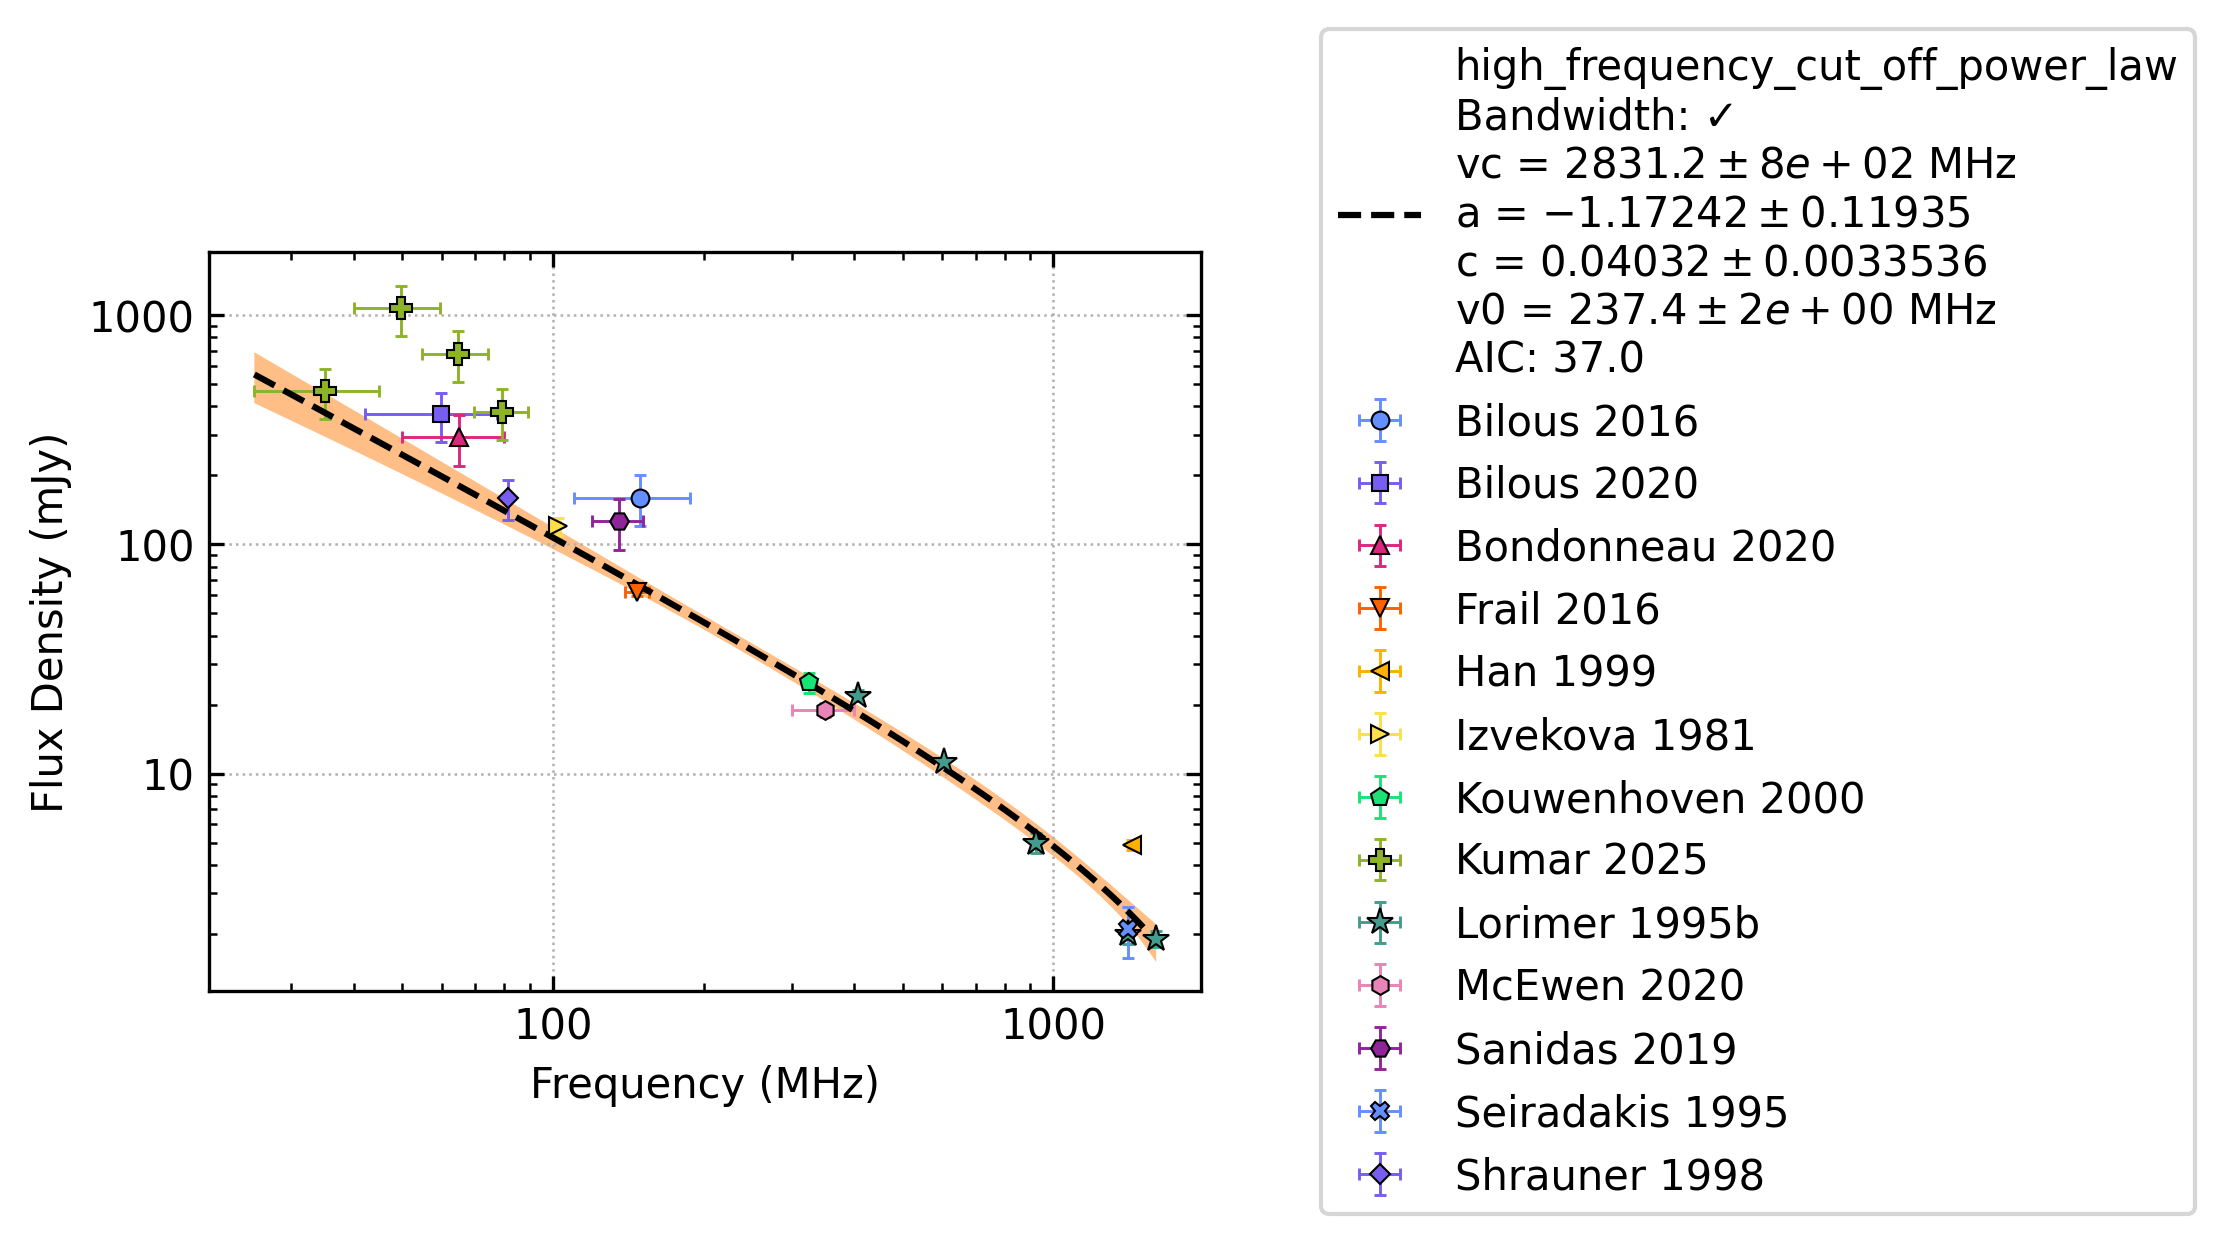 high_frequency_cut_off_power_law
Bandwidth: ✓
vc = 2831.2 ± 8e + 02 MHz
a = −1.17242 ± 0.11935
c = 0.04032 ± 0.0033536
v0 = 237.4 ± 2e + 00 MHz
AIC: 37.0
Bilous 2016
Bilous 2020
Bondonneau 2020
Frail 2016
Han 1999
Izvekova 1981
Kouwenhoven 2000
Kumar 2025
Lorimer 1995b
McEwen 2020
Sanidas 2019
Seiradakis 1995
Shrauner 1998
Flux Density (mJy)
1000
100
10
100
1000
Frequency (MHz)